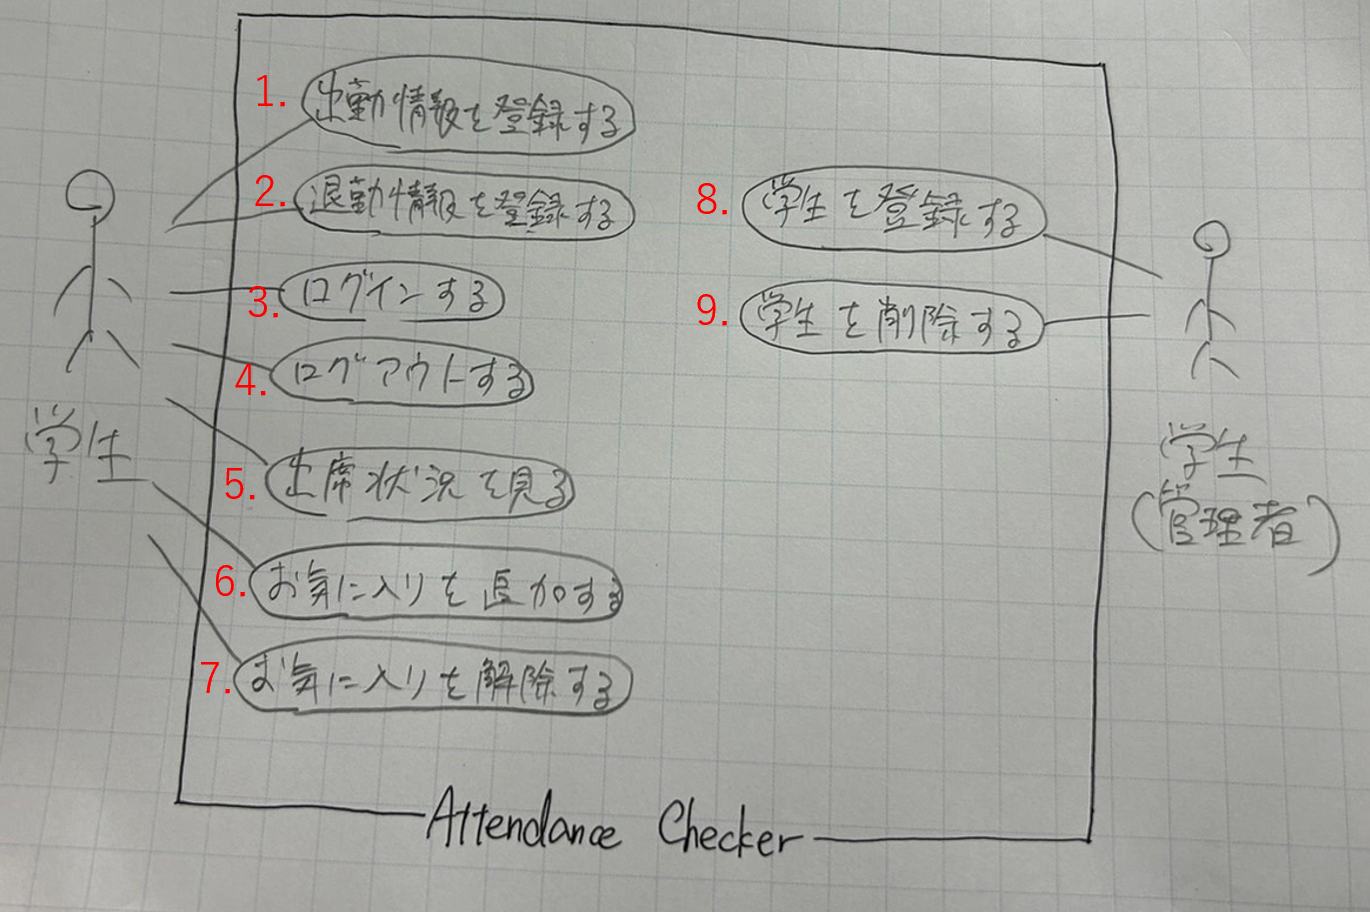 1. 出勤情報を登録する
2. 退勤情報を登録する
3. ログインする
4. ログアウトする
5. 出席状況を見る
6. お気に入りを追加する
7. お気に入りを解除する
8. 学生を登録する
9. 学生を削除する
学生
学生
(管理者)
Attendance Checker